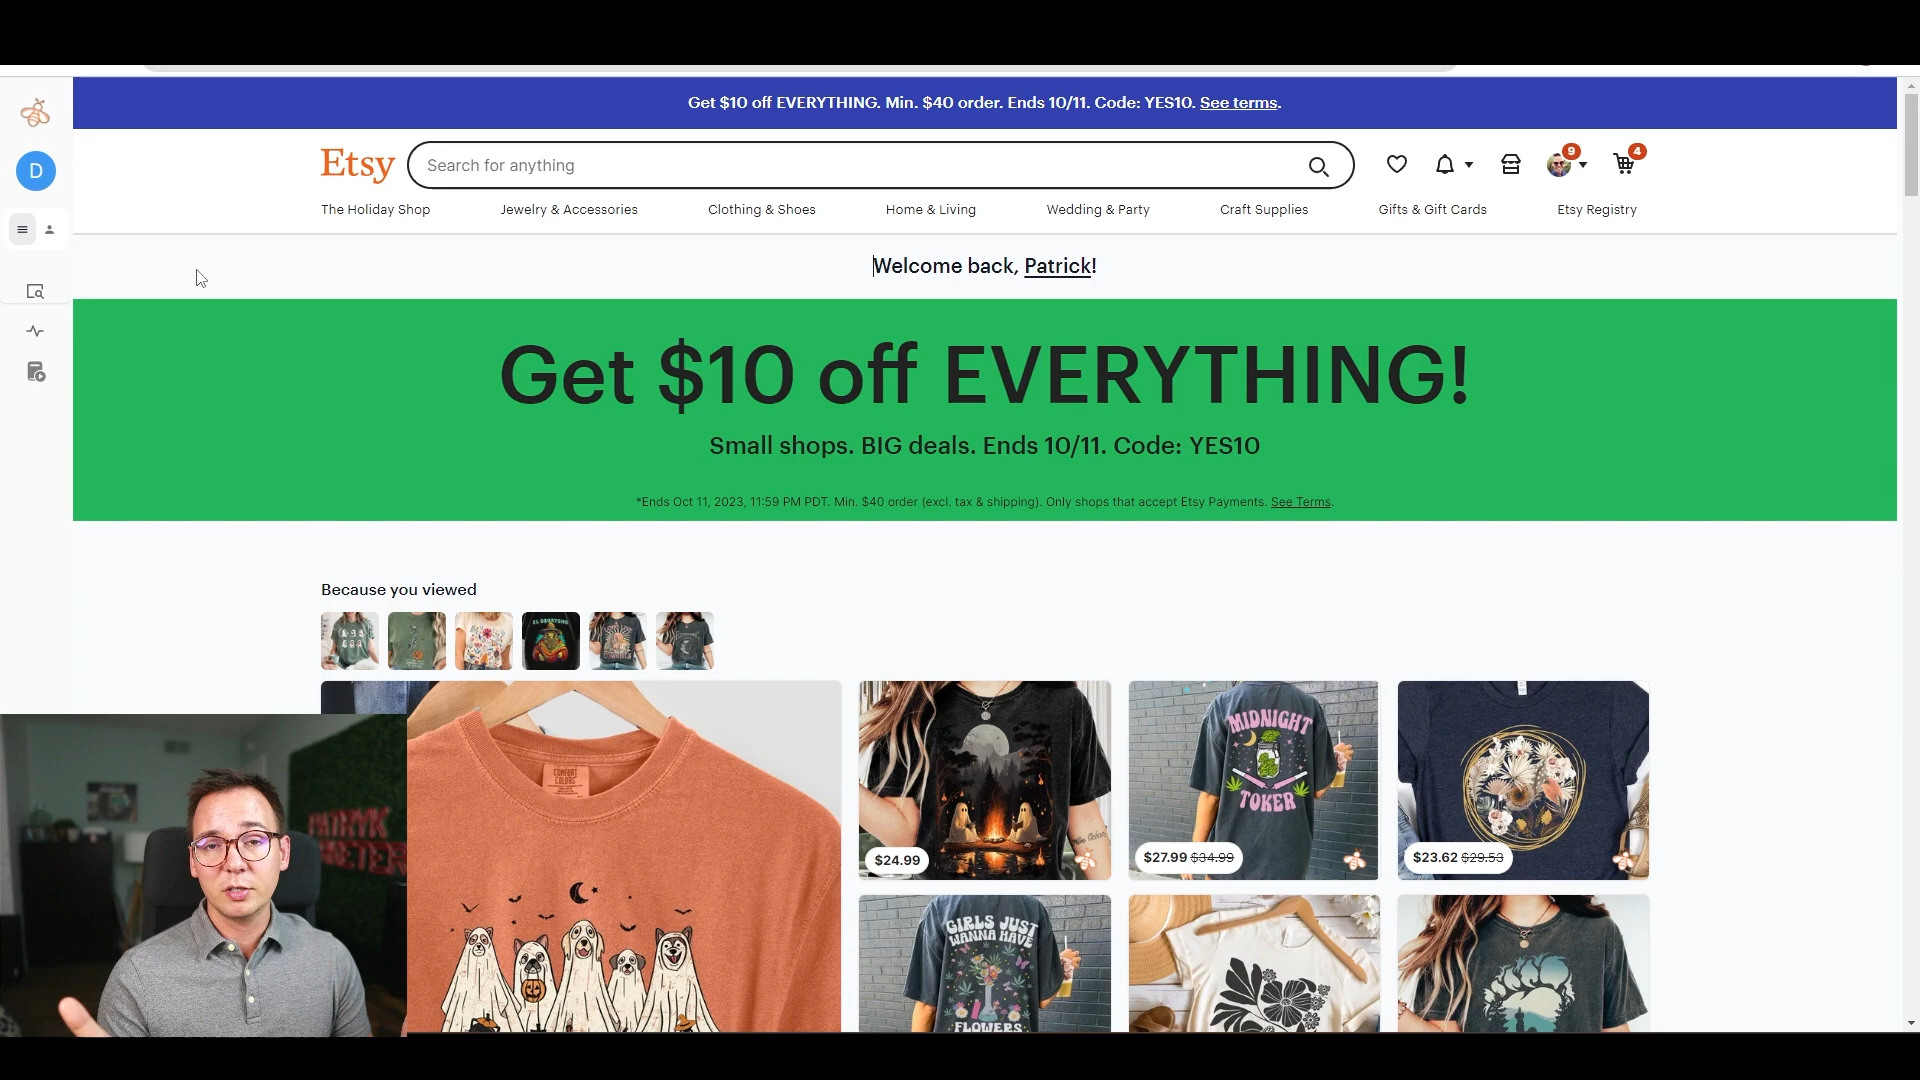 Get $10 off EVERYTHING. Min. $40 order. Ends 10/11. Code: YES10. See terms.
D
Etsy
Search for anything
9
4
The Holiday Shop
Jewelry & Accessories
Clothing & Shoes
Home & Living
Wedding & Party
Craft Supplies
Gifts & Gift Cards
Etsy Registry
Welcome back, Patrick!
Get $10 off EVERYTHING!
Small shops. BIG deals. Ends 10/11. Code: YES10
*Ends Oct 11, 2023, 11:59 PM PDT. Min. $40 order (excl. tax & shipping). Only shops that accept Etsy Payments. See Terms.
Because you viewed
COMFORT
COLORS
$24.99
MIDNIGHT
TOKER
$27.99 $34.99
$23.62 $29.53
GIRLS JUST
WANNA HAVE
FLOWERS